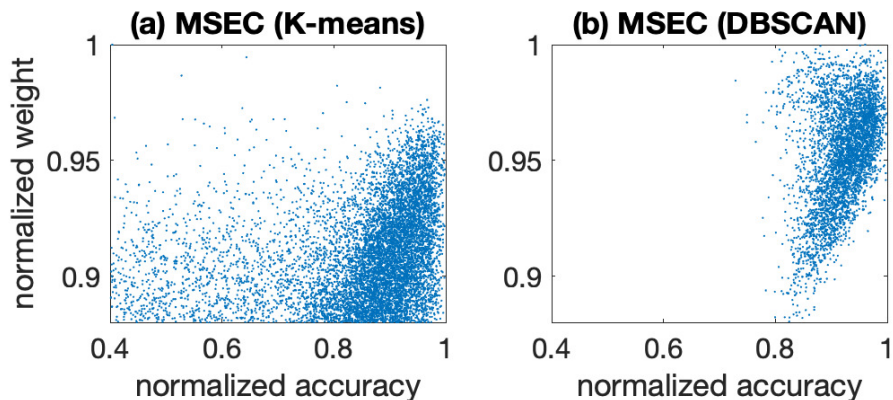 (a) MSEC (K-means)
normalized weight
1
0.95
0.9
0.4 0.6 0.8 1
normalized accuracy
(b) MSEC (DBSCAN)
1
0.95
0.9
0.4 0.6 0.8 1
normalized accuracy